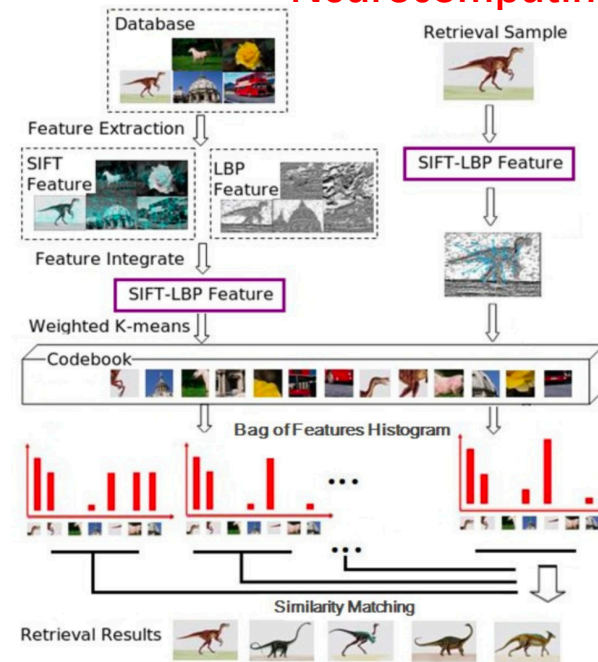 Neurocomputin
Database
Retrieval Sample
Feature Extraction
SIFT
Feature
LBP
Feature
SIFT-LBP Feature
Feature Integrate
SIFT-LBP Feature
Weighted K-means
Codebook
Bag of Features Histogram
...
...
Similarity Matching
Retrieval Results